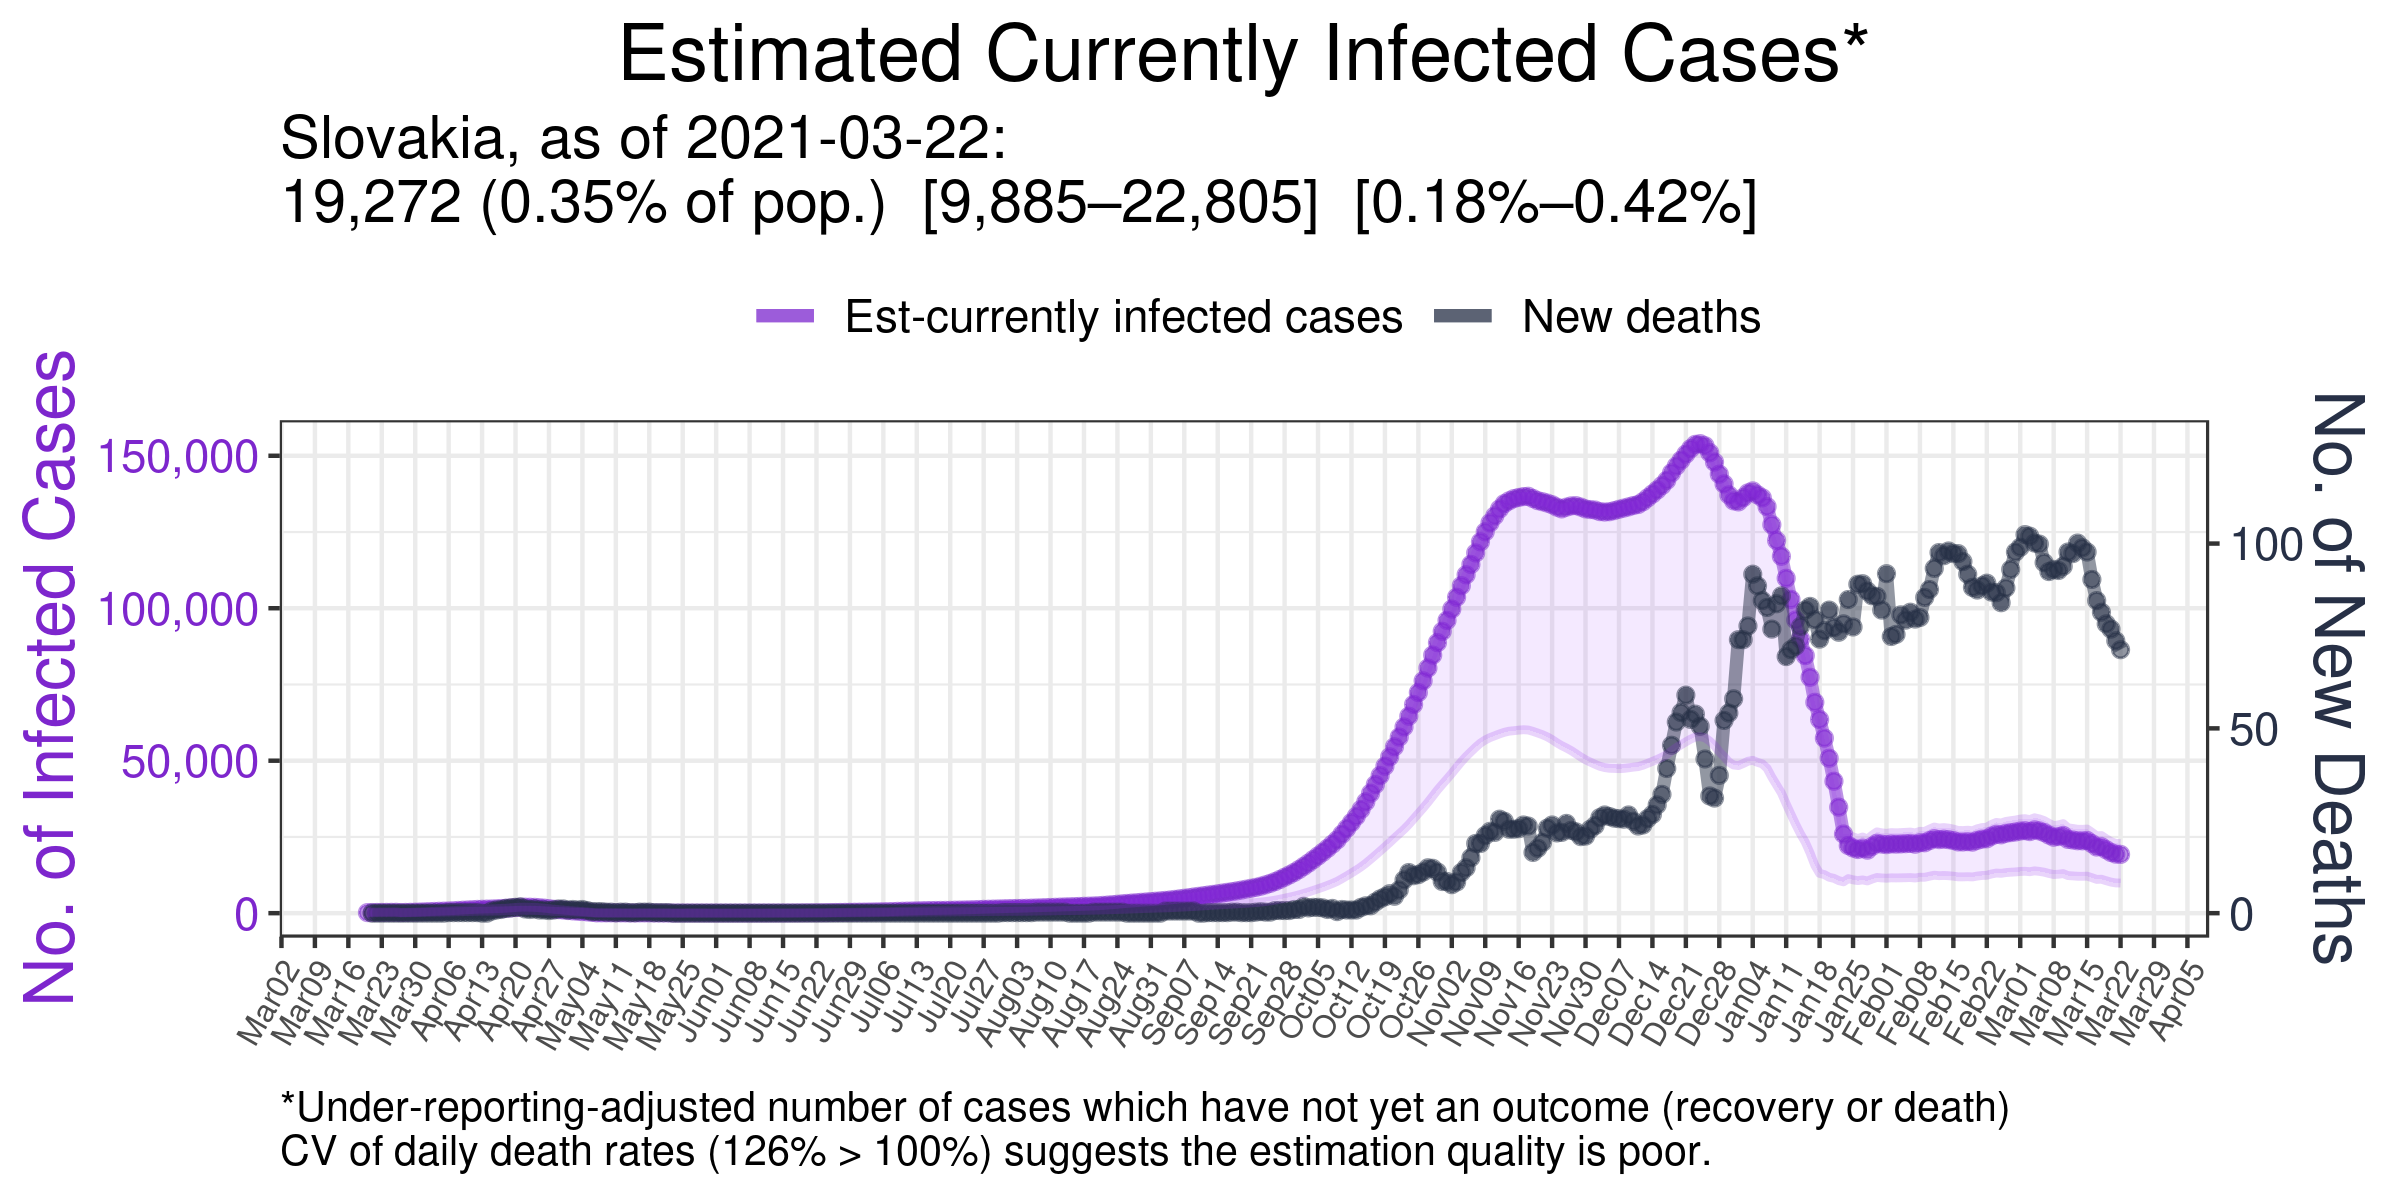 Estimated Currently Infected Cases*
Slovakia, as of 2021-03-22:
19,272 (0.35% of pop.)  [9,885–22,805]  [0.18%–0.42%]
Est-currently infected cases
New deaths
No. of Infected Cases
150,000
100,000
50,000
0
No. of New Deaths
100
50
0
Mar02
Mar09
Mar16
Mar23
Mar30
Apr06
Apr13
Apr20
Apr27
May04
May11
May18
May25
Jun01
Jun08
Jun15
Jun22
Jun29
Jul06
Jul13
Jul20
Jul27
Aug03
Aug10
Aug17
Aug24
Aug31
Sep07
Sep14
Sep21
Sep28
Oct05
Oct12
Oct19
Oct26
Nov02
Nov09
Nov16
Nov23
Nov30
Dec07
Dec14
Dec21
Dec28
Jan04
Jan11
Jan18
Jan25
Feb01
Feb08
Feb15
Feb22
Mar01
Mar08
Mar15
Mar22
Mar29
Apr05
*Under-reporting-adjusted number of cases which have not yet an outcome (recovery or death)
CV of daily death rates (126% > 100%) suggests the estimation quality is poor.